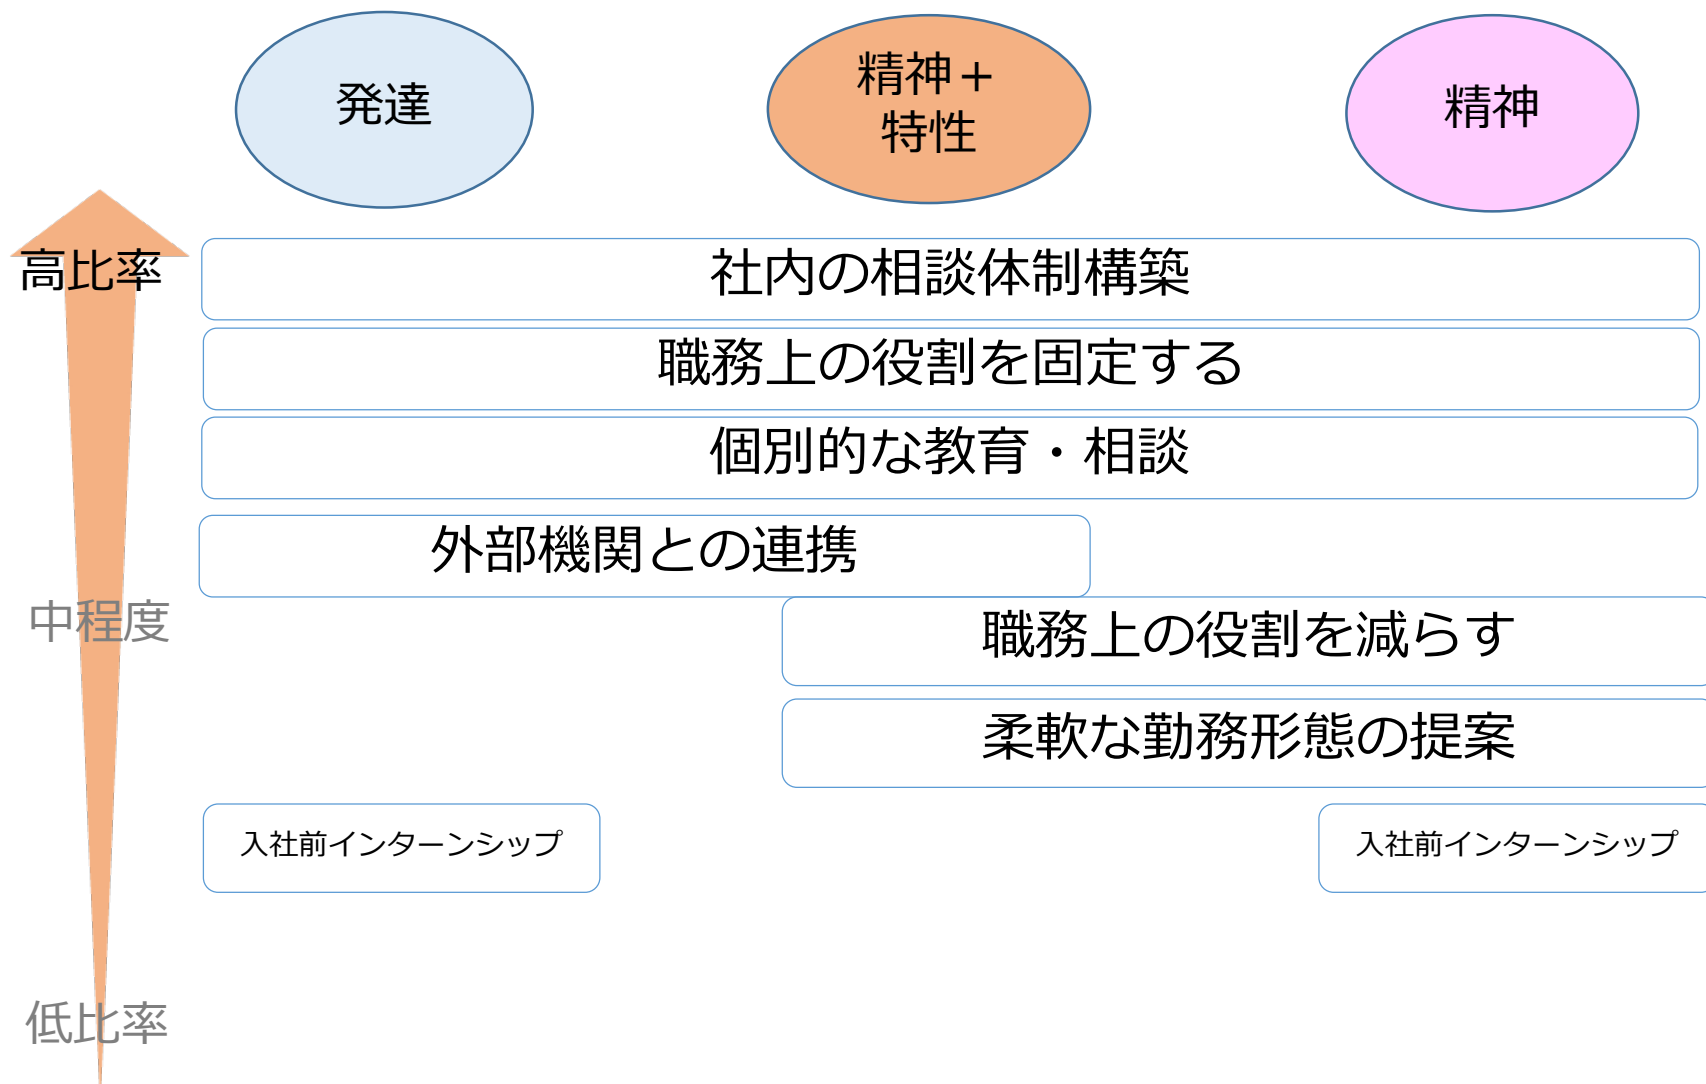 発達
精神＋
特性
精神
高比率
社内の相談体制構築
職務上の役割を固定する
個別的な教育・相談
外部機関との連携
中程度
職務上の役割を減らす
柔軟な勤務形態の提案
入社前インターンシップ
入社前インターンシップ
低比率